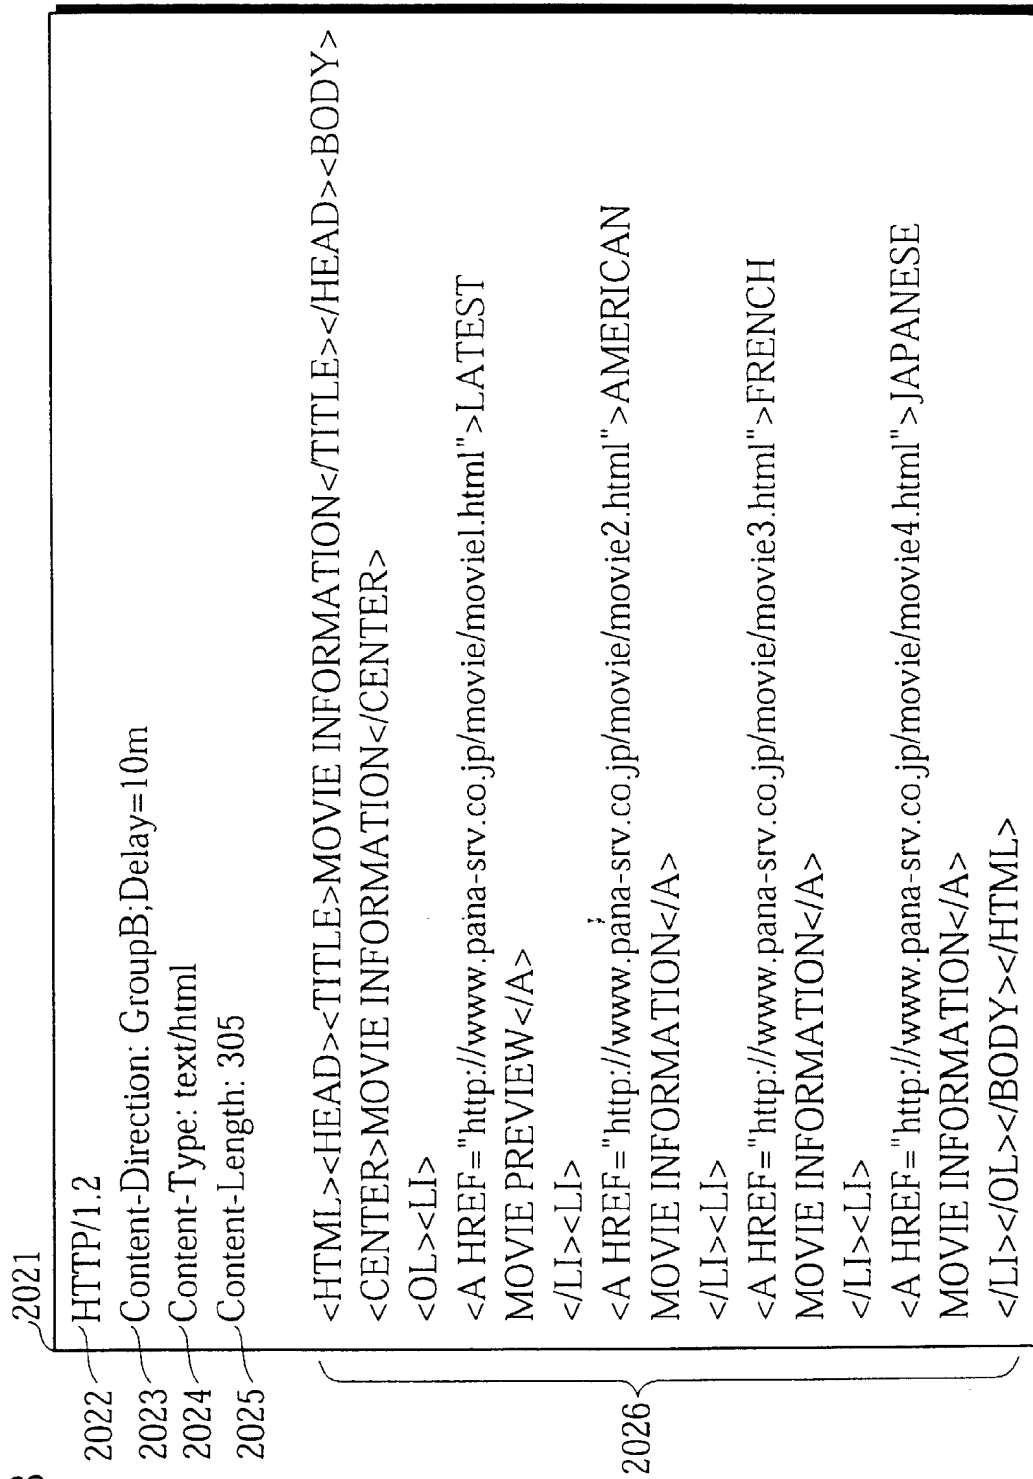 2021
2022 HTTP/1.2
2023 Content-Direction: GroupB;Delay=10m
2024 Content-Type: text/html
2025 Content-Length: 305
<HTML><HEAD><TITLE>MOVIE INFORMATION</TITLE></HEAD><BODY>
<CENTER>MOVIE INFORMATION</CENTER>
<OL><LI>
<A HREF="http://www.pana-srv.co.jp/movie/movie1.html">LATEST
MOVIE PREVIEW</A>
</LI><LI>
<A HREF="http://www.pana-srv.co.jp/movie/movie2.html">AMERICAN
MOVIE INFORMATION</A>
</LI><LI>
<A HREF="http://www.pana-srv.co.jp/movie/movie3.html">FRENCH
MOVIE INFORMATION</A>
</LI><LI>
<A HREF="http://www.pana-srv.co.jp/movie/movie4.html">JAPANESE
MOVIE INFORMATION</A>
</LI></OL></BODY></HTML>
2026